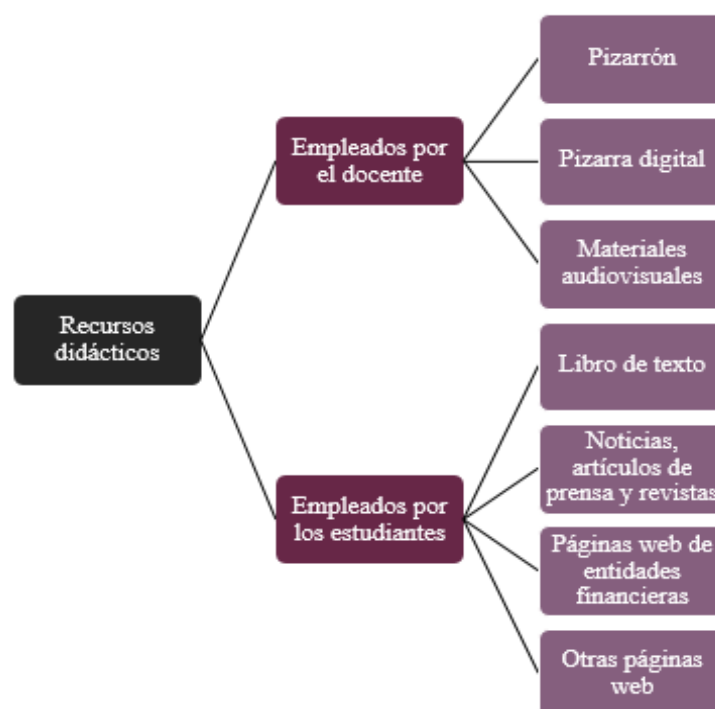 Recursos
didácticos
Empleados por
el docente
Pizarrón
Pizarra digital
Materiales
audiovisuales
Empleados por
los estudiantes
Libro de texto
Noticias,
artículos de
prensa y revistas
Páginas web de
entidades
financieras
Otras páginas
web